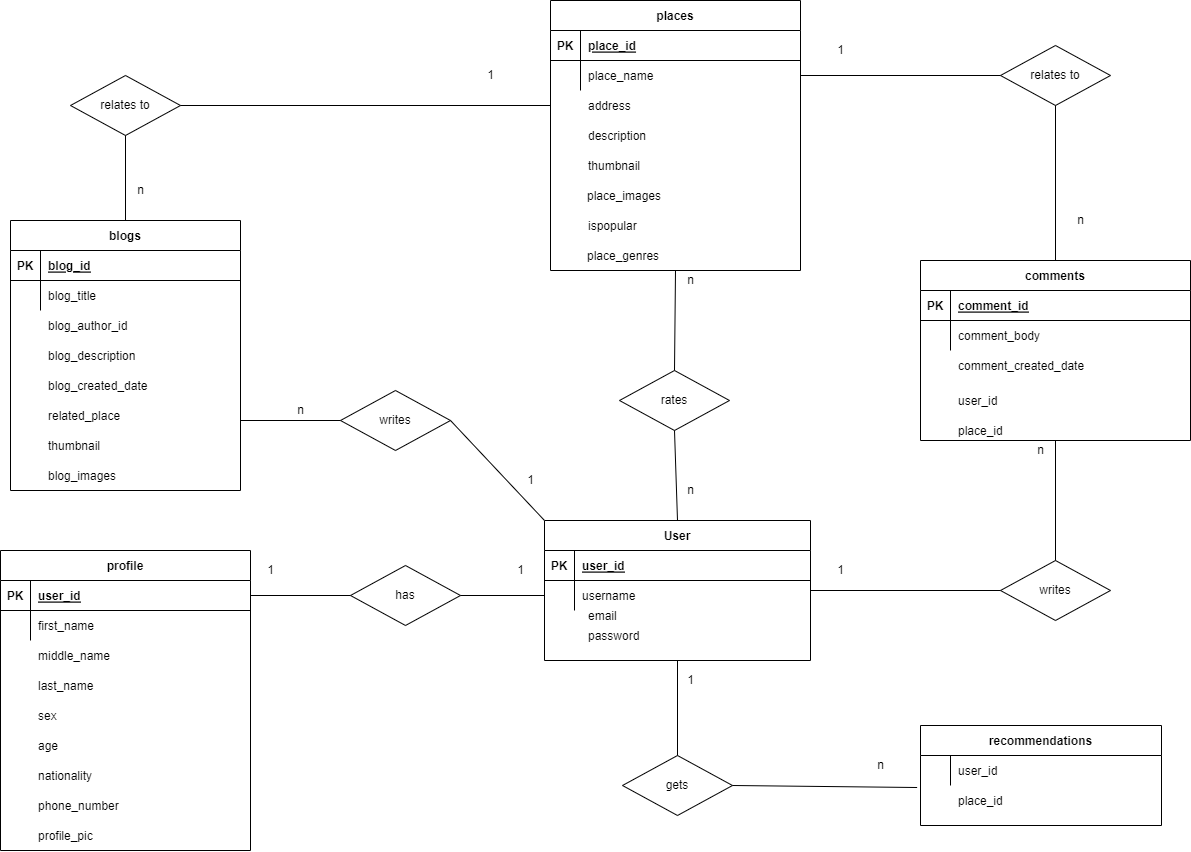 places
PK place_id
place_name
address
description
thumbnail
place_images
ispopular
place_genres
1
relates to
1
relates to
n
n
blogs
PK blog_id
blog_title
blog_author_id
blog_description
blog_created_date
related_place
thumbnail
blog_images
comments
PK comment_id
comment_body
comment_created_date
user_id
place_id
n
rates
n
n
writes
1
n
User
PK user_id
username
email
password
profile
PK user_id
first_name
middle_name
last_name
sex
age
nationality
phone_number
profile_pic
1
has
1
1
writes
1
gets
n
recommendations
user_id
place_id